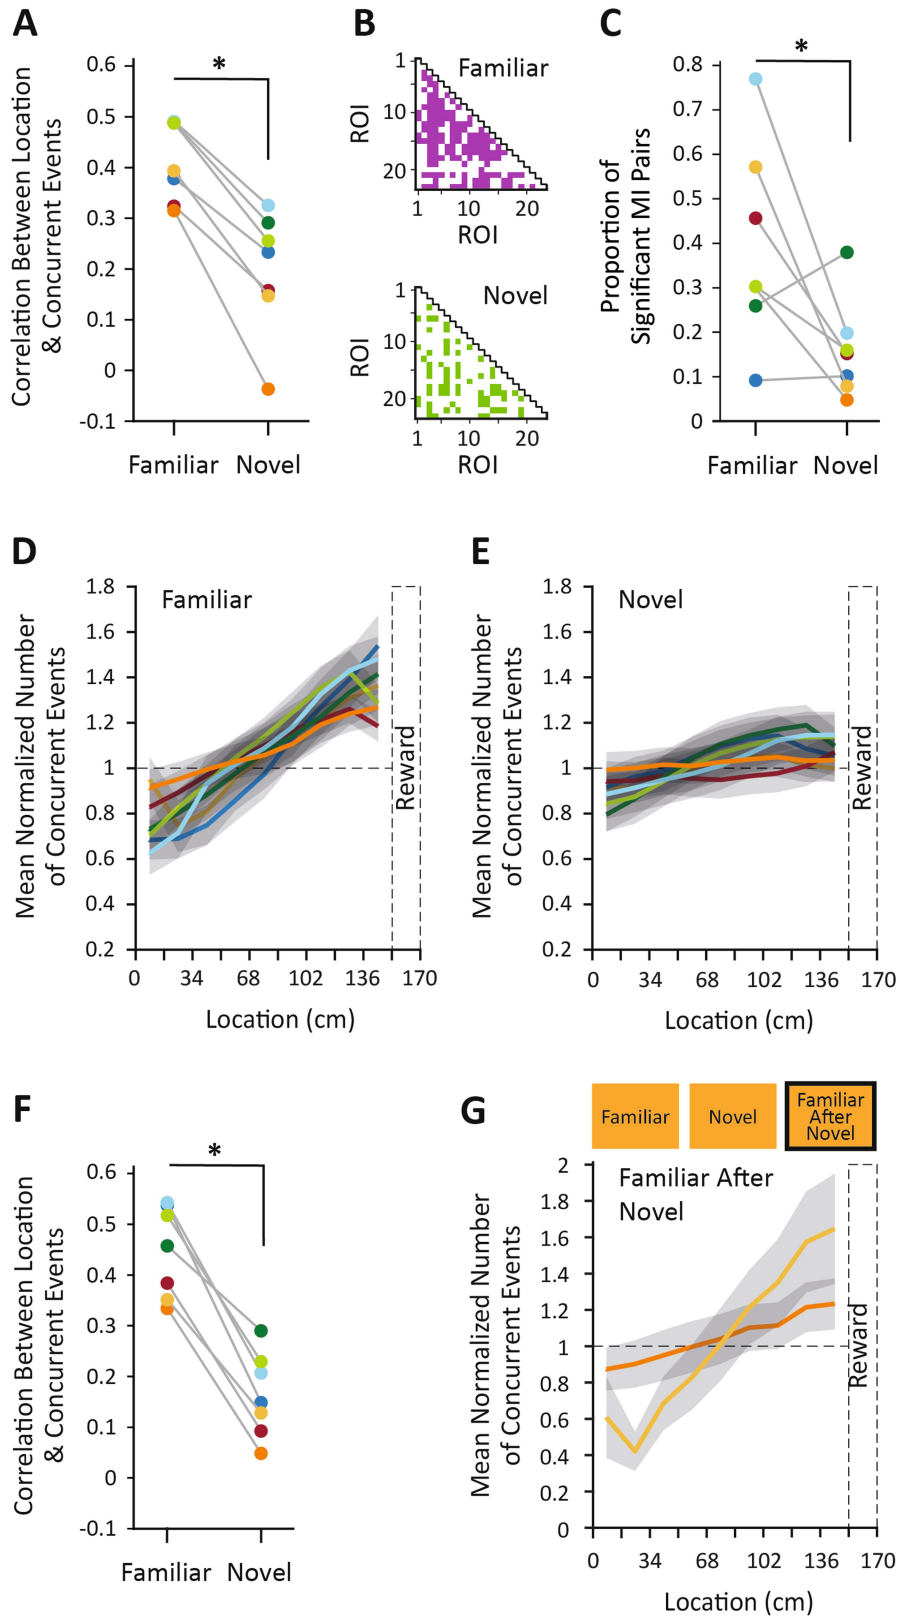 A
Correlation Between Location
& Concurrent Events
0.6
0.5
0.4
0.3
0.2
0.1
0
-0.1
*
Familiar Novel
B
Familiar
ROI
1
10
20
1 10 20
ROI
Novel
ROI
1
10
20
1 10 20
ROI
C
Proportion of
Significant MI Pairs
0.8
0.7
0.6
0.5
0.4
0.3
0.2
0.1
0
*
Familiar Novel
D
Mean Normalized Number
of Concurrent Events
Familiar
1.8
1.6
1.4
1.2
1
0.8
0.6
0.4
0.2
Reward
0 34 68 102 136 170
Location (cm)
E
Mean Normalized Number
of Concurrent Events
Novel
1.8
1.6
1.4
1.2
1
0.8
0.6
0.4
0.2
Reward
0 34 68 102 136 170
Location (cm)
F
Correlation Between Location
& Concurrent Events
0.6
0.5
0.4
0.3
0.2
0.1
0
-0.1
*
Familiar Novel
G
Familiar
Novel
Familiar
After
Novel
Mean Normalized Number
of Concurrent Events
Familiar After
Novel
2
1.8
1.6
1.4
1.2
1
0.8
0.6
0.4
0.2
0
Reward
0 34 68 102 136 170
Location (cm)